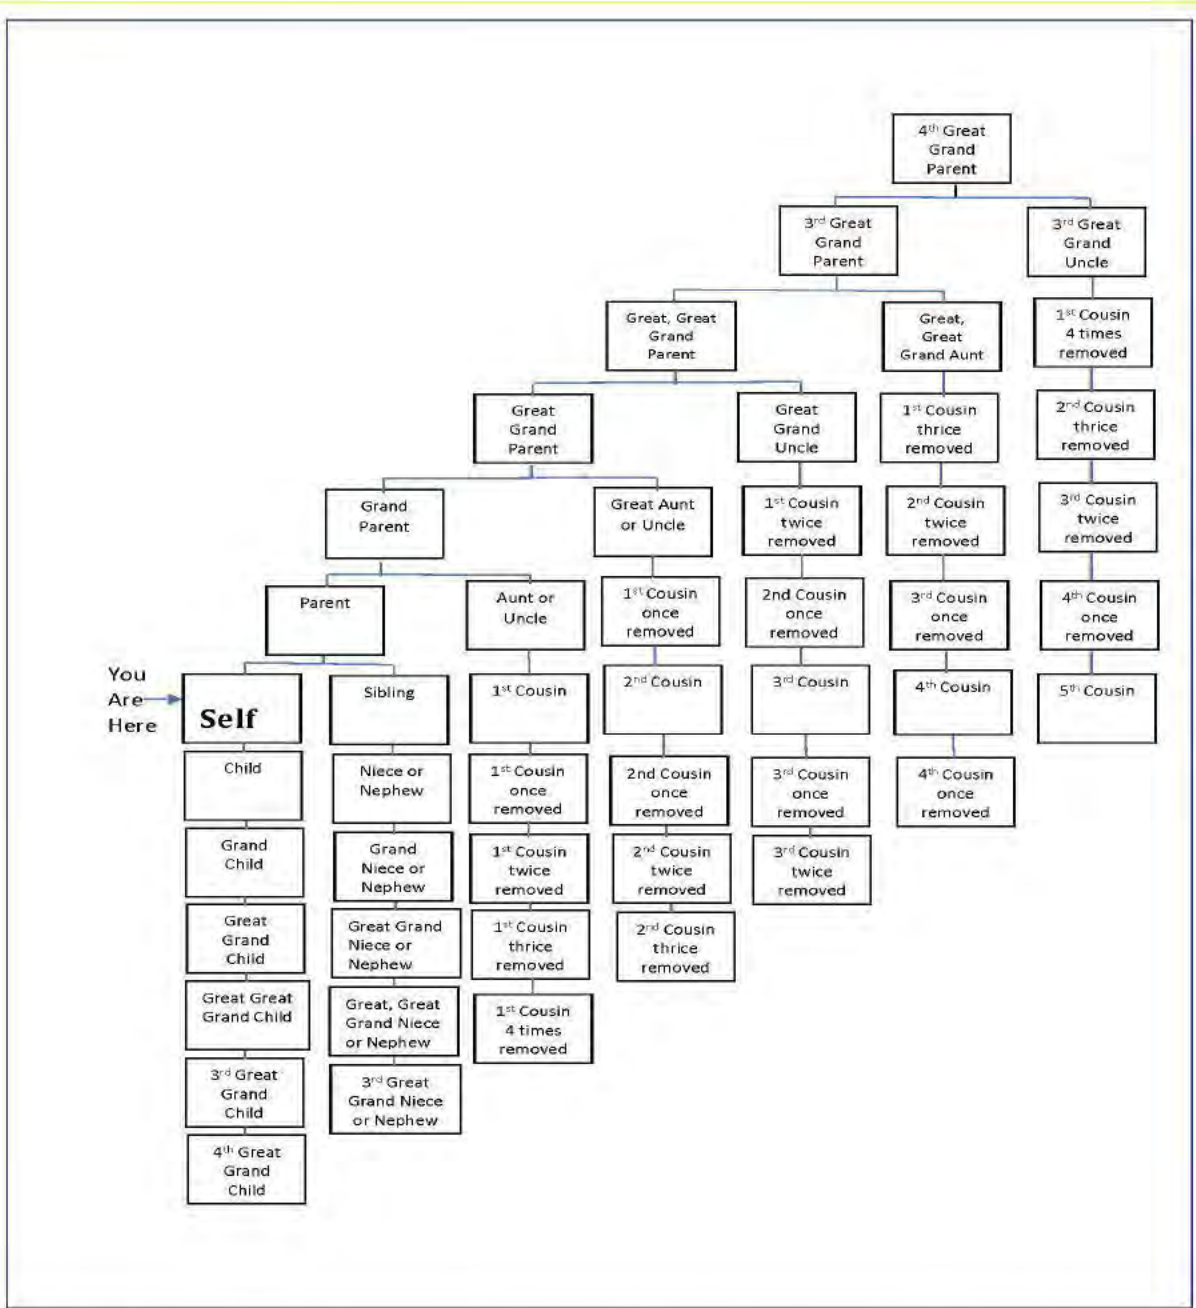 4th Great
Grand
Parent
3rd Great
Grand
Parent
3rd Great
Grand
Uncle
Great, Great
Grand
Parent
Great,
Great
Grand Aunt
1st Cousin
4 times
removed
Great
Grand
Parent
Great
Grand
Uncle
1st Cousin
thrice
removed
2nd Cousin
thrice
removed
Grand
Parent
Great Aunt
or Uncle
1st Cousin
twice
removed
2nd Cousin
twice
removed
3rd Cousin
twice
removed
Parent
Aunt or
Uncle
1st Cousin
once
removed
2nd Cousin
once
removed
3rd Cousin
once
removed
4th Cousin
once
removed
You
Are
Here
Self
Sibling
1st Cousin
2nd Cousin
3rd Cousin
4th Cousin
5th Cousin
Child
Niece or
Nephew
1st Cousin
once
removed
2nd Cousin
once
removed
3rd Cousin
once
removed
4th Cousin
once
removed
Grand
Child
Grand
Niece or
Nephew
1st Cousin
twice
removed
2nd Cousin
twice
removed
3rd Cousin
twice
removed
Great
Grand
Child
Great Grand
Niece or
Nephew
1st Cousin
thrice
removed
2nd Cousin
thrice
removed
Great Great
Grand Child
Great, Great
Grand Niece
or Nephew
1st Cousin
4 times
removed
3rd Great
Grand
Child
3rd Great
Grand Niece
or Nephew
4th Great
Grand
Child